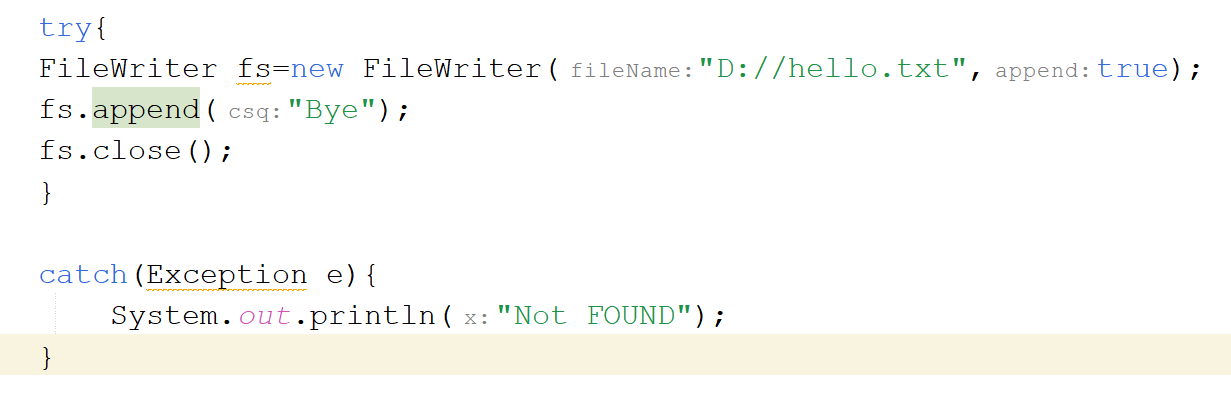 try{
FileWriter fs=new FileWriter( fileName: "D://hello.txt", append: true);
fs.append( csq: "Bye");
fs.close();
}
catch(Exception e){
System.out.println( x: "Not FOUND");
}